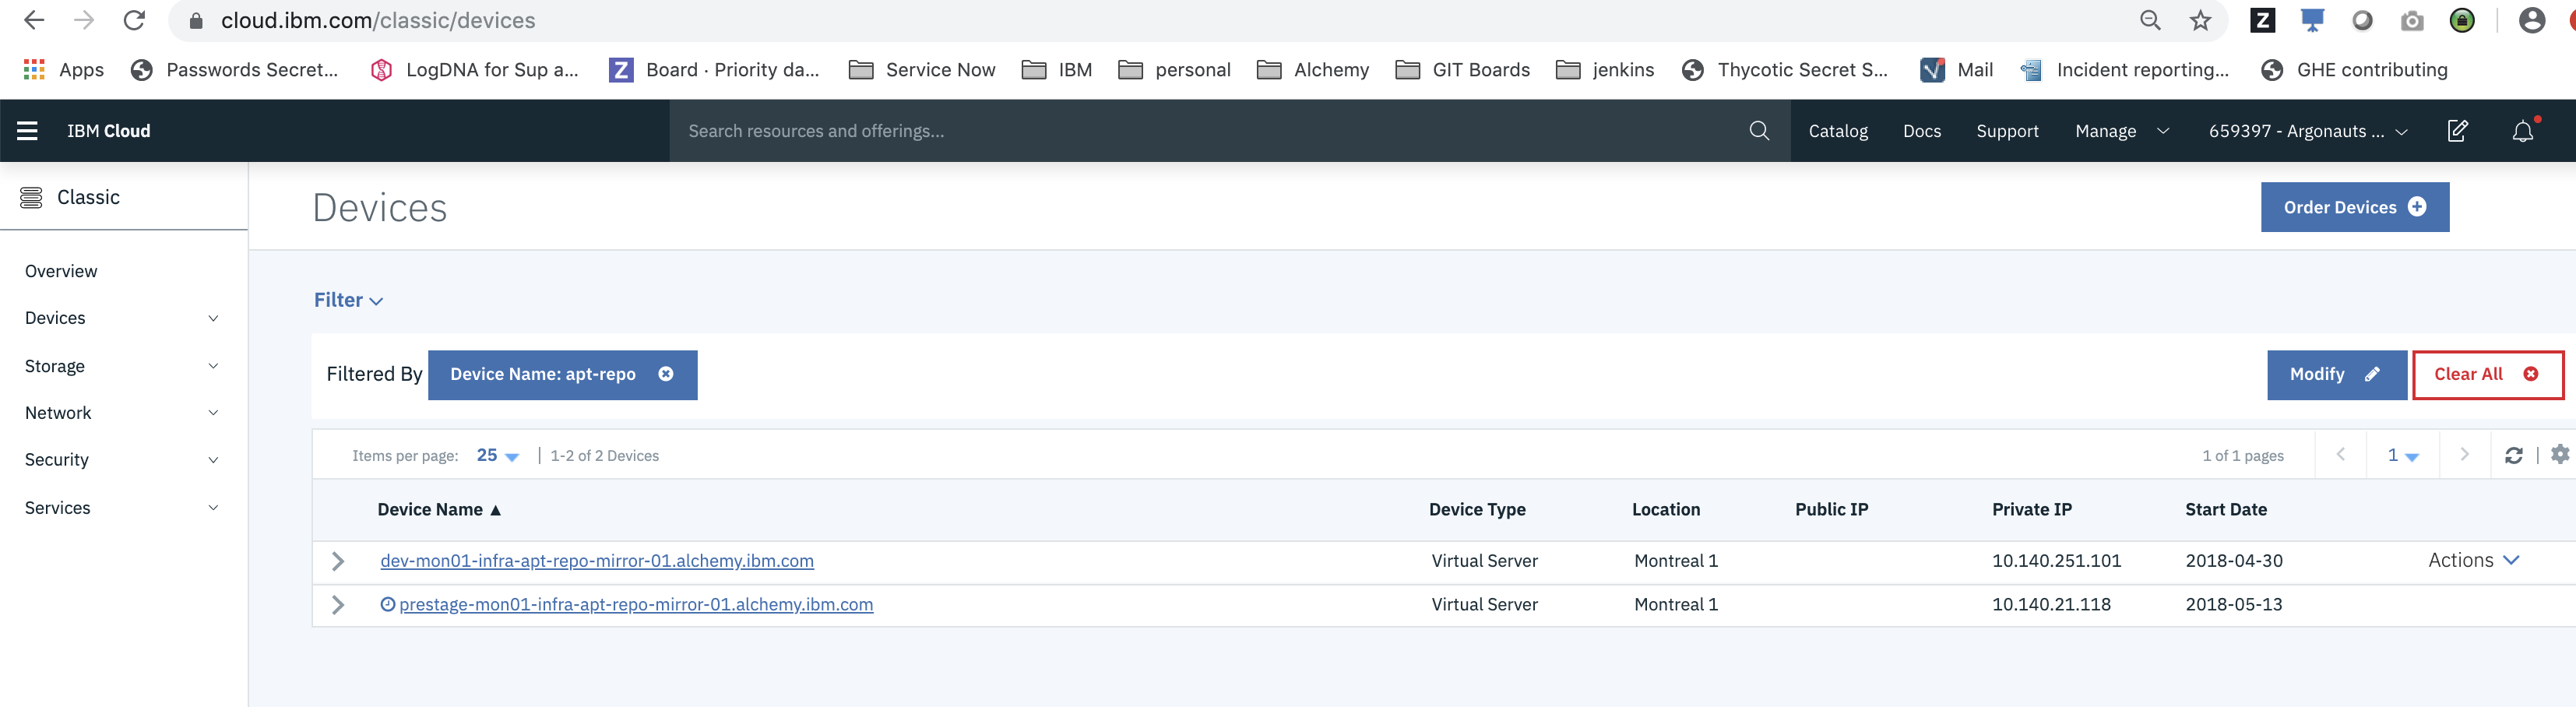 cloud.ibm.com/classic/devices
Apps Passwords Secret... LogDNA for Sup a... Z Board · Priority da... Service Now IBM personal Alchemy GIT Boards jenkins Thycotic Secret S... Mail Incident reporting... GHE contributing
IBM Cloud Search resources and offerings... Catalog Docs Support Manage 659397 - Argonauts ...
Classic
Devices
Order Devices
Overview
Devices
Storage
Network
Security
Services
Filter
Filtered By Device Name: apt-repo Modify Clear All
Items per page: 25 | 1-2 of 2 Devices 1 of 1 pages 1
Device Name ▲ Device Type Location Public IP Private IP Start Date
dev-mon01-infra-apt-repo-mirror-01.alchemy.ibm.com Virtual Server Montreal 1 10.140.251.101 2018-04-30 Actions
prestage-mon01-infra-apt-repo-mirror-01.alchemy.ibm.com Virtual Server Montreal 1 10.140.21.118 2018-05-13